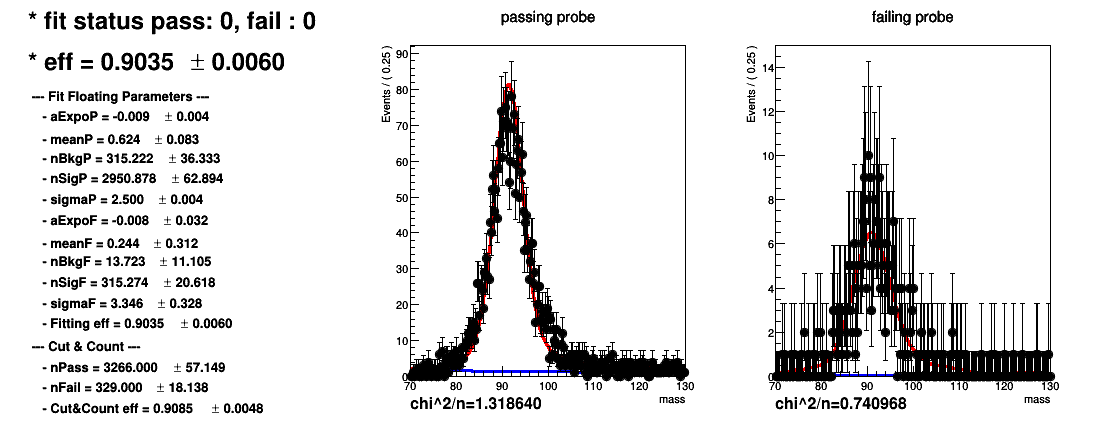 * fit status pass: 0, fail : 0
* eff = 0.9035 ± 0.0060
--- Fit Floating Parameters ---
- aExpoP = -0.009 ± 0.004
- meanP = 0.624 ± 0.083
- nBkgP = 315.222 ± 36.333
- nSigP = 2950.878 ± 62.894
- sigmaP = 2.500 ± 0.004
- aExpoF = -0.008 ± 0.032
- meanF = 0.244 ± 0.312
- nBkgF = 13.723 ± 11.105
- nSigF = 315.274 ± 20.618
- sigmaF = 3.346 ± 0.328
- Fitting eff = 0.9035 ± 0.0060
--- Cut & Count ---
- nPass = 3266.000 ± 57.149
- nFail = 329.000 ± 18.138
- Cut&Count eff = 0.9085 ± 0.0048
passing probe
Events / ( 0.25 )
90
80
70
60
50
40
30
20
10
0
70 80 90 100 110 120 130
mass
chi^2/n=1.318640
failing probe
Events / ( 0.25 )
14
12
10
8
6
4
2
0
70 80 90 100 110 120 130
mass
chi^2/n=0.740968